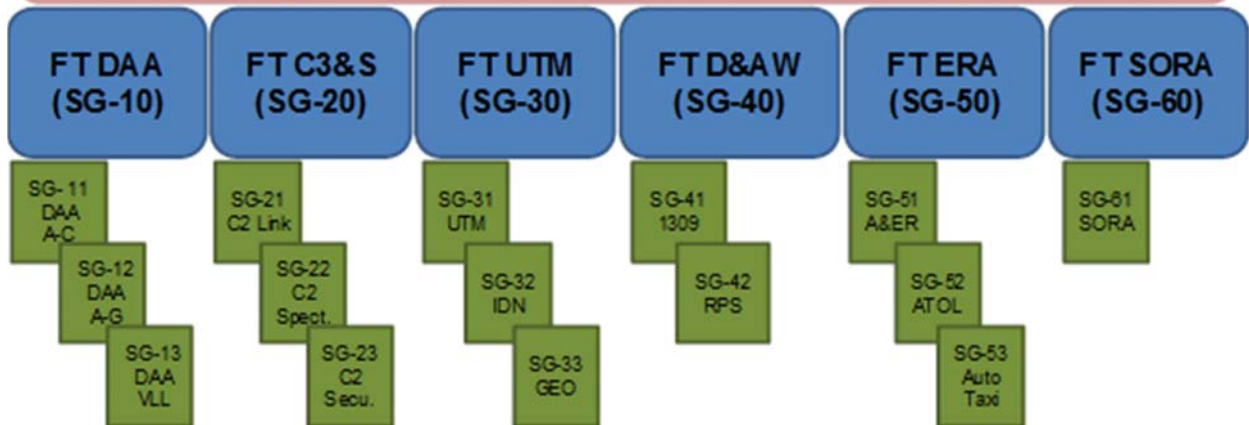 FT DAA
(SG-10)
FT C3&S
(SG-20)
FT UTM
(SG-30)
FT D&AW
(SG-40)
FT ERA
(SG-50)
FT SORA
(SG-60)
SG- 11
DAA
A-C
SG-12
DAA
A-G
SG-13
DAA
VLL
SG-21
C2 Link
SG-22
C2
Spect.
SG-23
C2
Secu.
SG-31
UTM
SG-32
IDN
SG-33
GEO
SG-41
1309
SG-42
RPS
SG-51
A&ER
SG-52
ATOL
SG-53
Auto
Taxi
SG-61
SORA